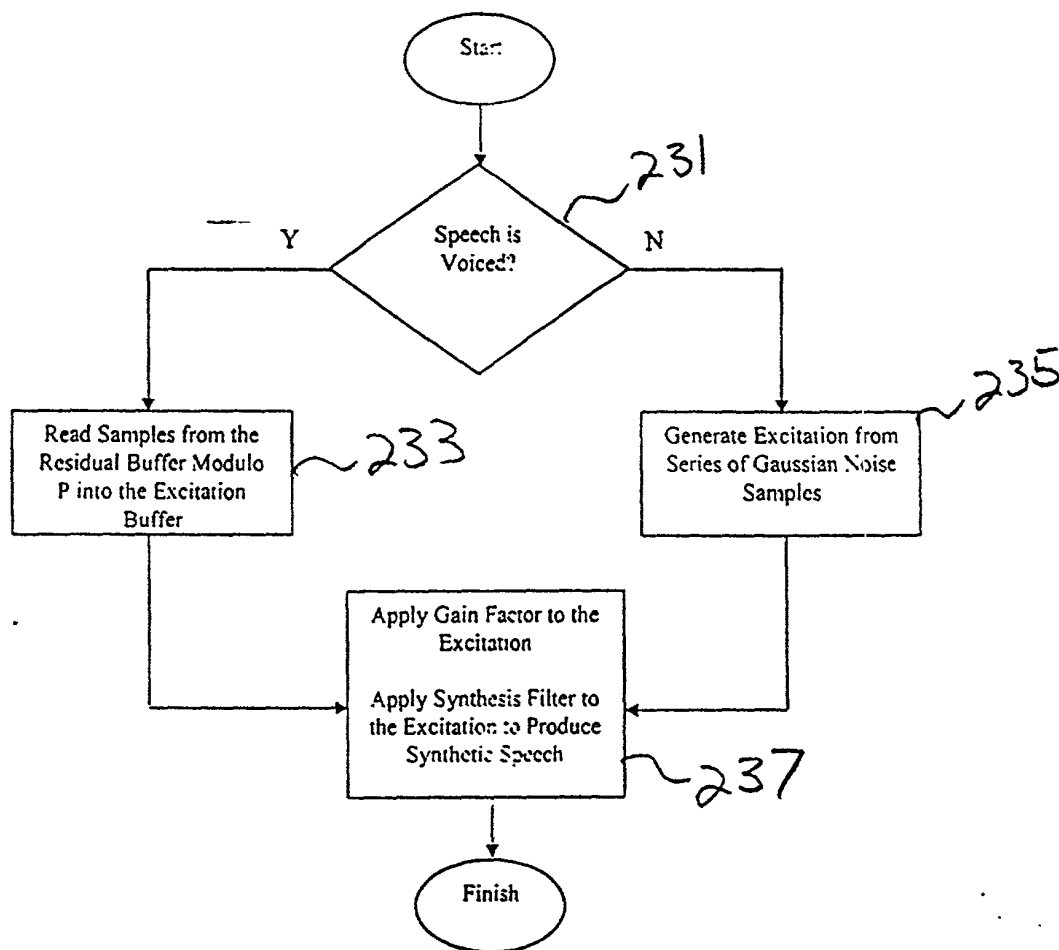 Start
231
Y
Speech is
Voiced?
N
235
Read Samples from the
Residual Buffer Modulo
P into the Excitation
Buffer
233
Generate Excitation from
Series of Gaussian Noise
Samples
Apply Gain Factor to the
Excitation
Apply Synthesis Filter to
the Excitation to Produce
Synthetic Speech
237
Finish